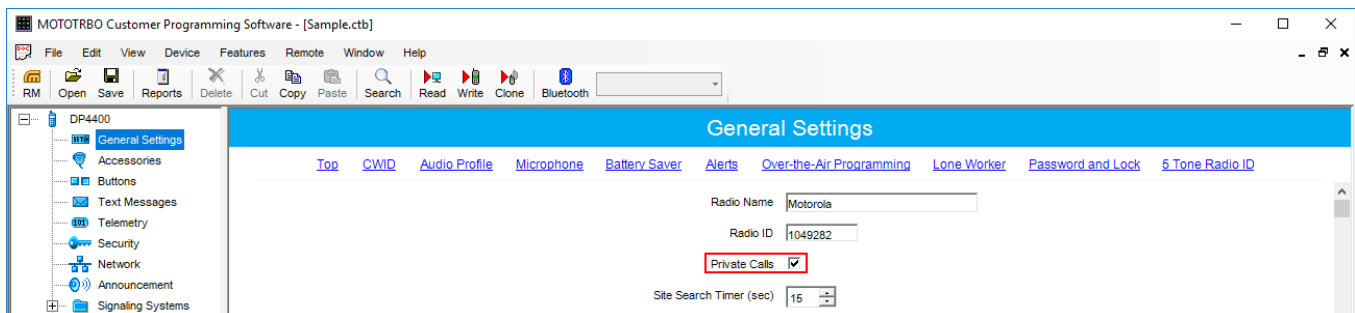 MOTOTRBO Customer Programming Software - [Sample.ctb]
File Edit View Device Features Remote Window Help
RM Open Save Reports Delete Cut Copy Paste Search Read Write Clone Bluetooth
DP4400
General Settings
Accessories
Buttons
Text Messages
Telemetry
Security
Network
Announcement
Signaling Systems
General Settings
Top CWID Audio Profile Microphone Battery Saver Alerts Over-the-Air Programming Lone Worker Password and Lock 5 Tone Radio ID
Radio Name Motorola
Radio ID 1049282
Private Calls
Site Search Timer (sec) 15